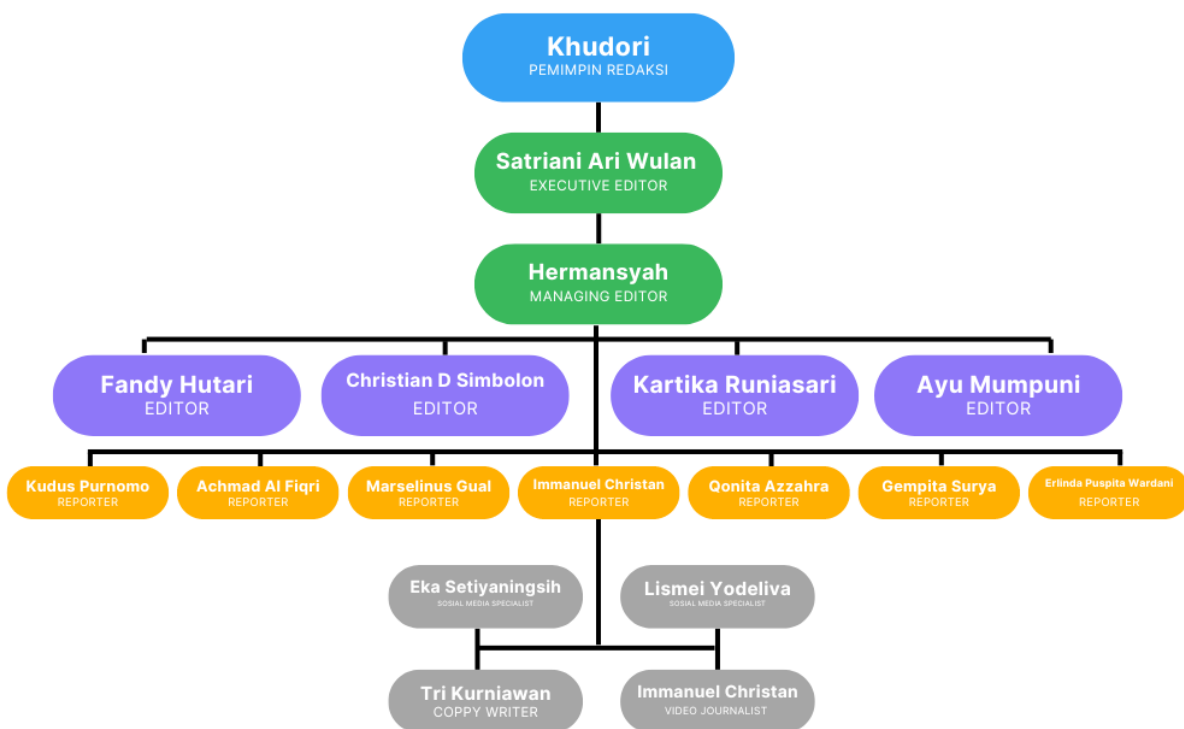 Khudori
PEMIMPIN REDAKSI
Satriani Ari Wulan
EXECUTIVE EDITOR
Hermansyah
MANAGING EDITOR
Fandy Hutari
EDITOR
Christian D Simbolon
EDITOR
Kartika Runiasari
EDITOR
Ayu Mumpuni
EDITOR
Kudus Purnomo
REPORTER
Achmad Al Fiqri
REPORTER
Marselinus Gual
REPORTER
Immanuel Christan
REPORTER
Qonita Azzahra
REPORTER
Gempita Surya
REPORTER
Erlinda Puspita Wardani
REPORTER
Eka Setiyaningsih
SOSIAL MEDIA SPECIALIST
Lismei Yodeliva
SOSIAL MEDIA SPECIALIST
Tri Kurniawan
COPPY WRITER
Immanuel Christan
VIDEO JOURNALIST